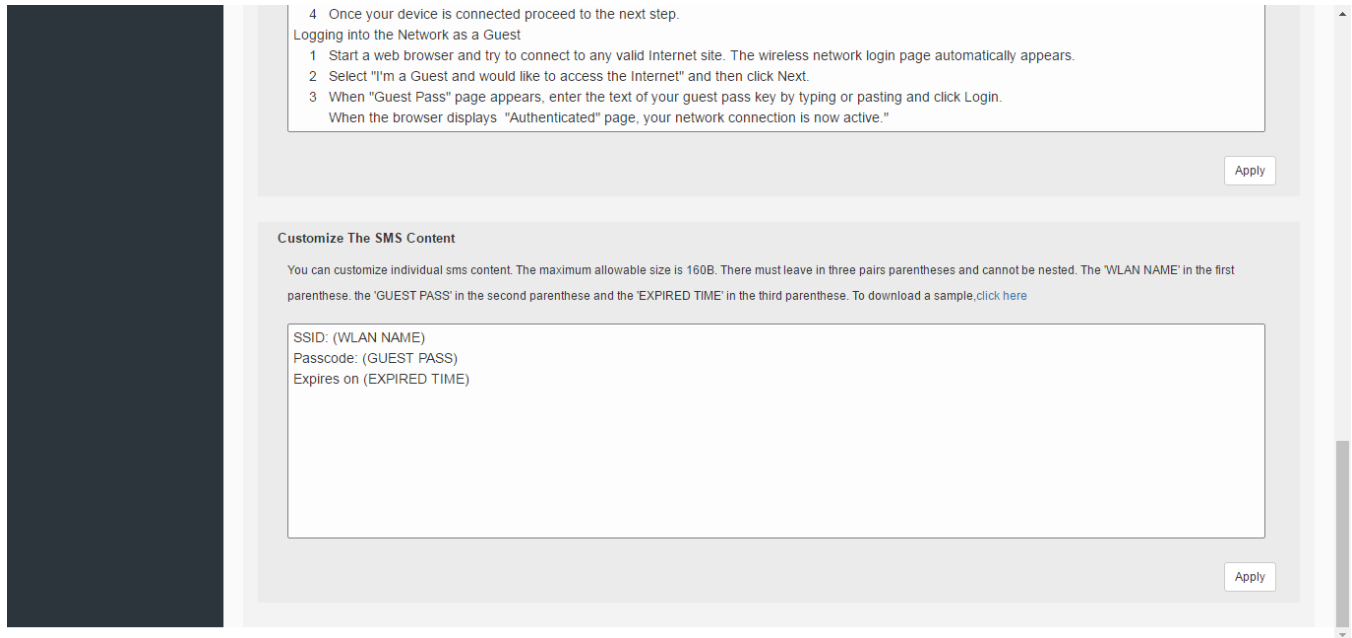 4 Once your device is connected proceed to the next step.
Logging into the Network as a Guest
1 Start a web browser and try to connect to any valid Internet site. The wireless network login page automatically appears.
2 Select "I'm a Guest and would like to access the Internet" and then click Next.
3 When "Guest Pass" page appears, enter the text of your guest pass key by typing or pasting and click Login.
When the browser displays "Authenticated" page, your network connection is now active."
Apply
Customize The SMS Content
You can customize individual sms content. The maximum allowable size is 160B. There must leave in three pairs parentheses and cannot be nested. The 'WLAN NAME' in the first
parenthese. the 'GUEST PASS' in the second parenthese and the 'EXPIRED TIME' in the third parenthese. To download a sample,click here
SSID: (WLAN NAME)
Passcode: (GUEST PASS)
Expires on (EXPIRED TIME)
Apply